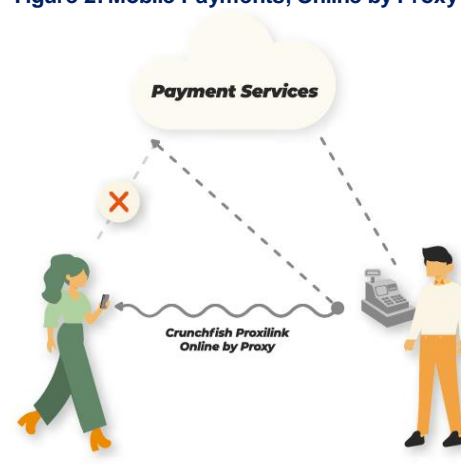 Figure 2: Mobile Payments, Online by Proxy
Payment Services
Crunchfish Proxilink
Online by Proxy